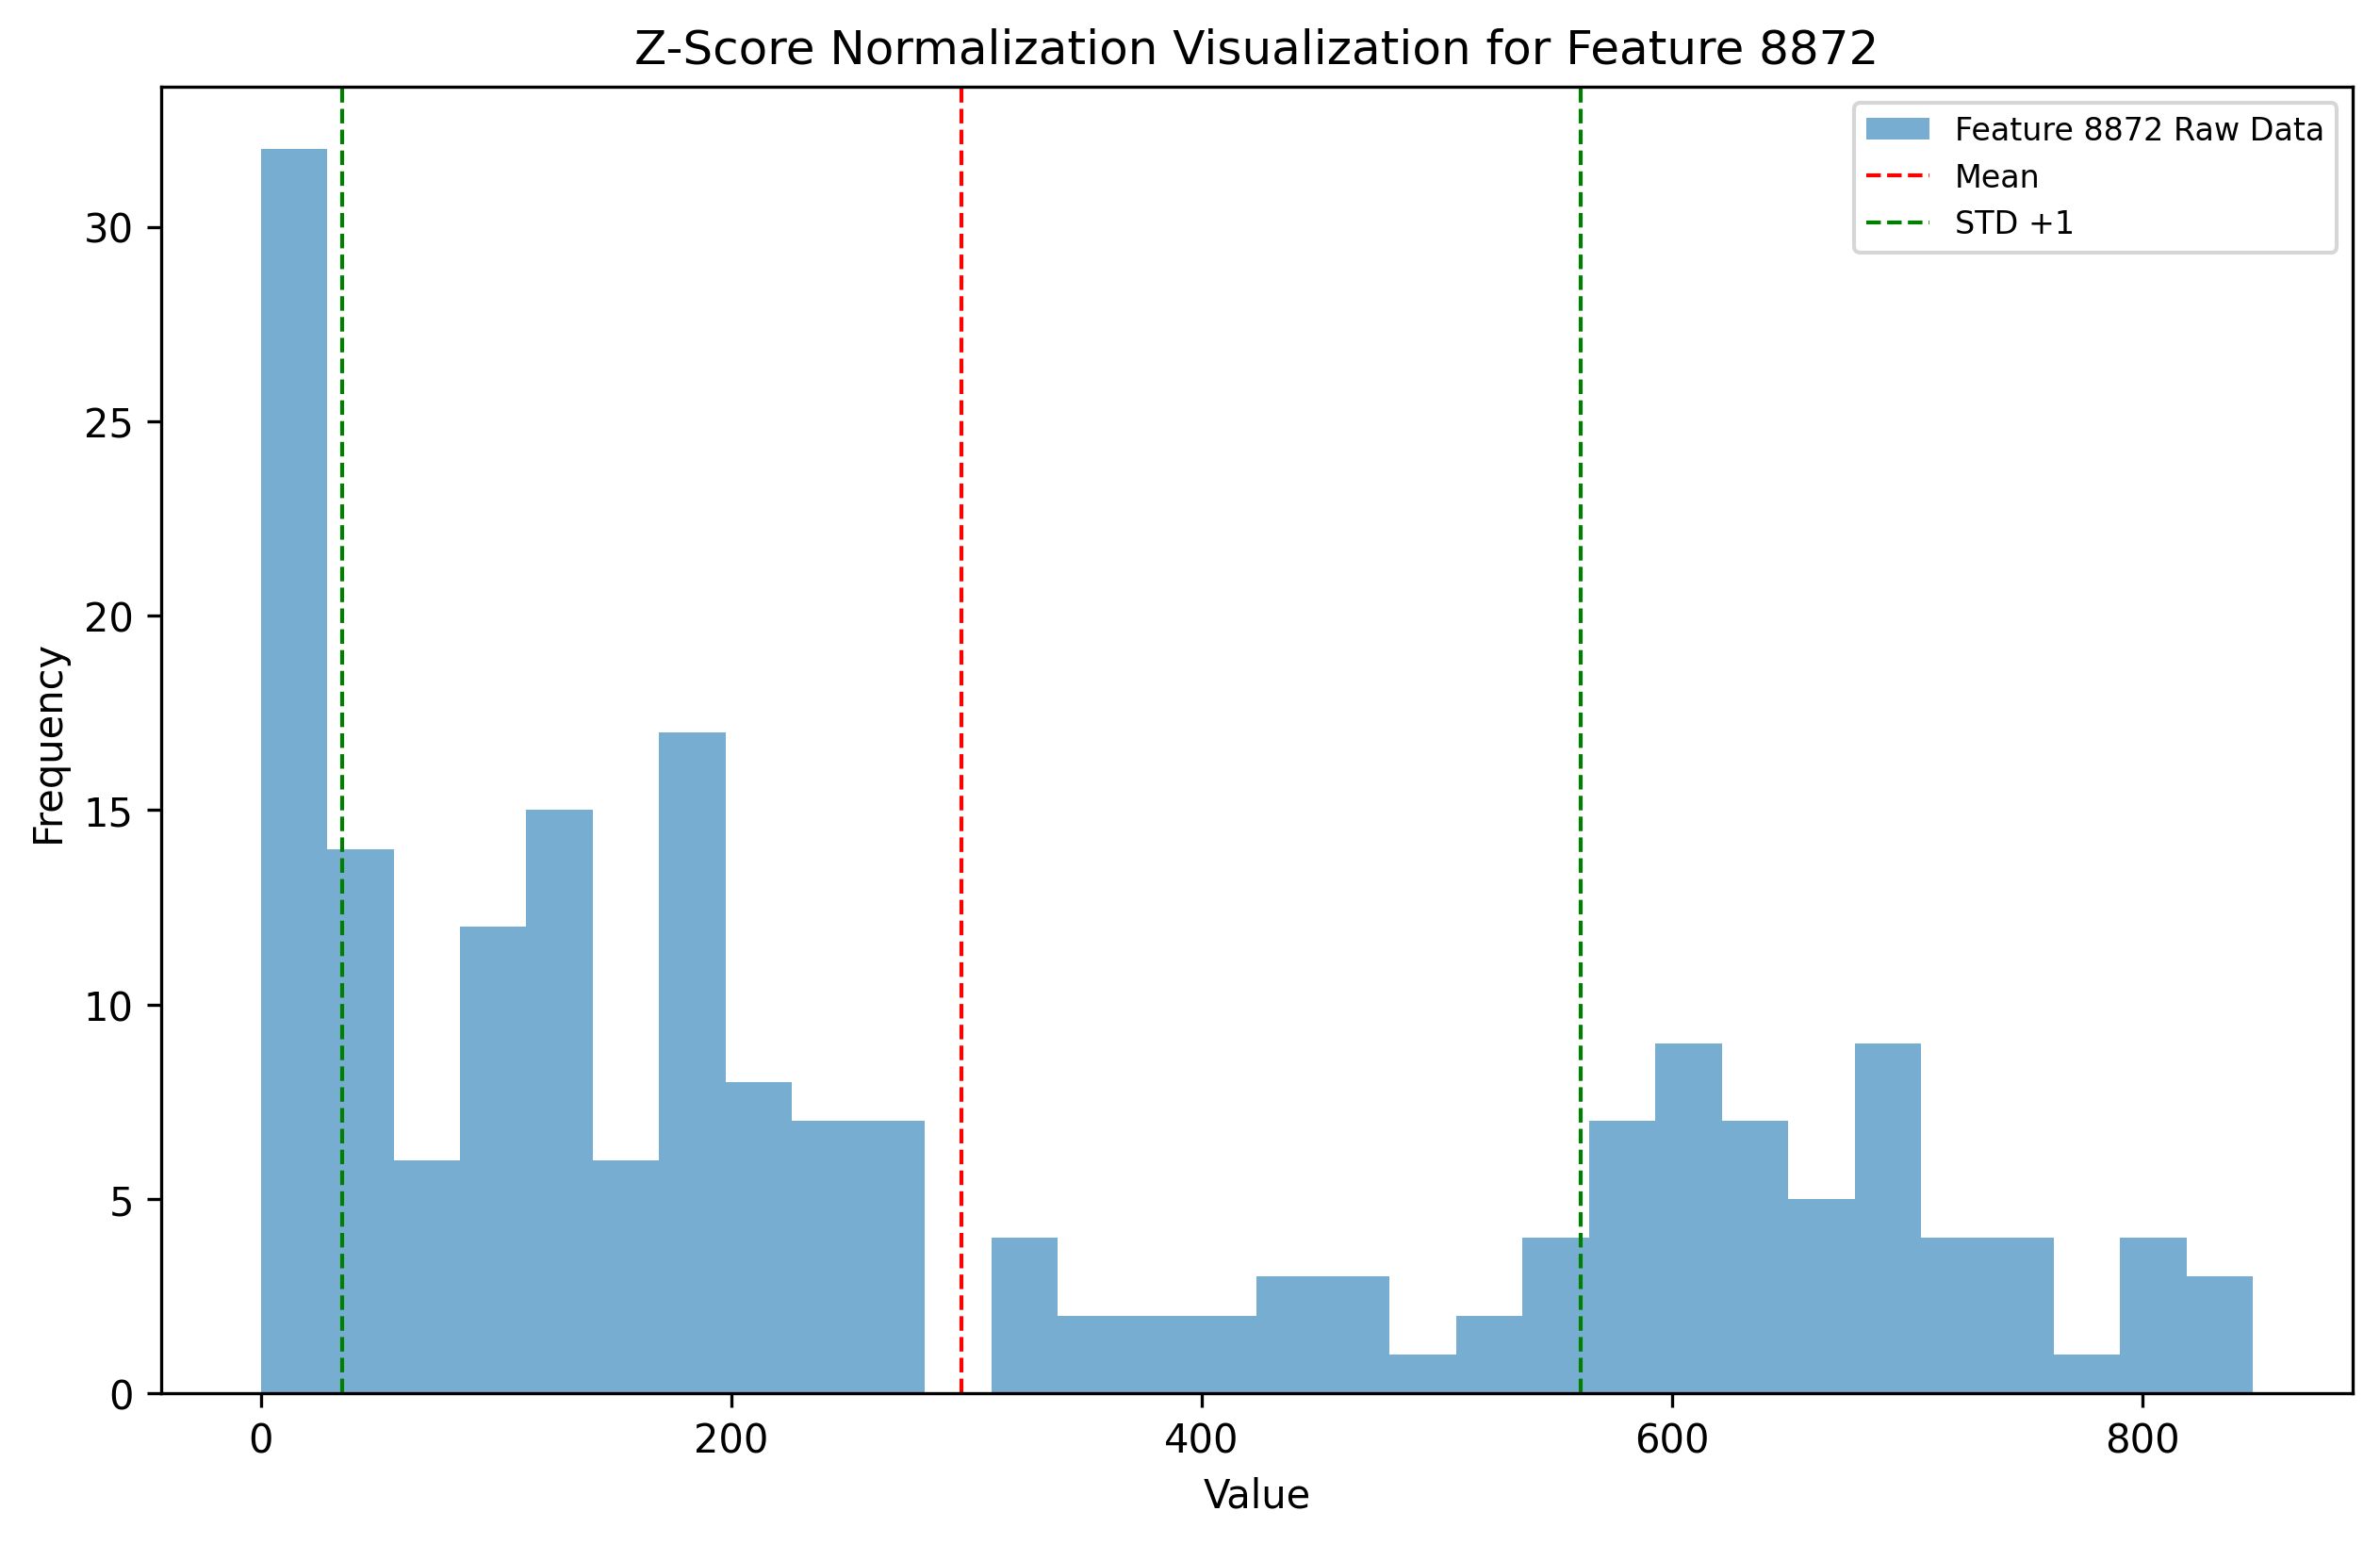 Z-Score Normalization Visualization for Feature 8872
Feature 8872 Raw Data
Mean
STD +1
30
25
20
15
10
5
0
Frequency
0 200 400 600 800
Value